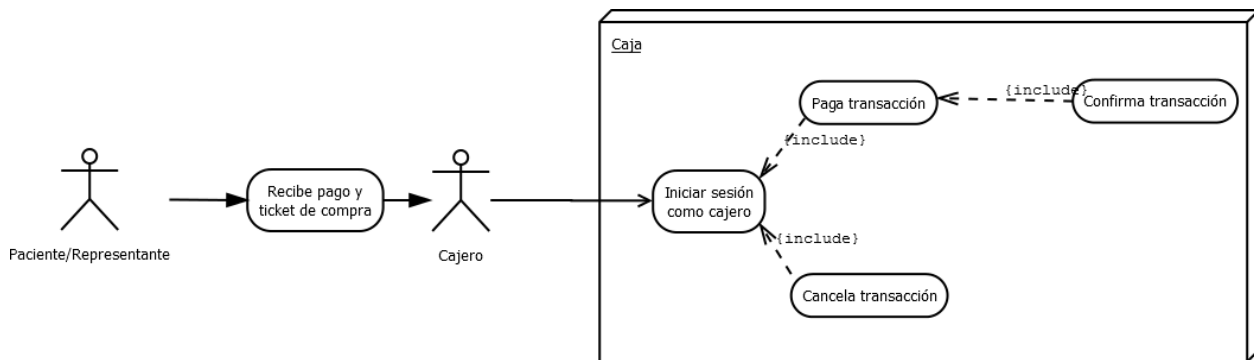 Caja
Paga transacción
{include}
Confirma transacción
{include}
Recibe pago y
ticket de compra
Iniciar sesión
como cajero
Paciente/Representante
Cajero
{include}
Cancela transacción